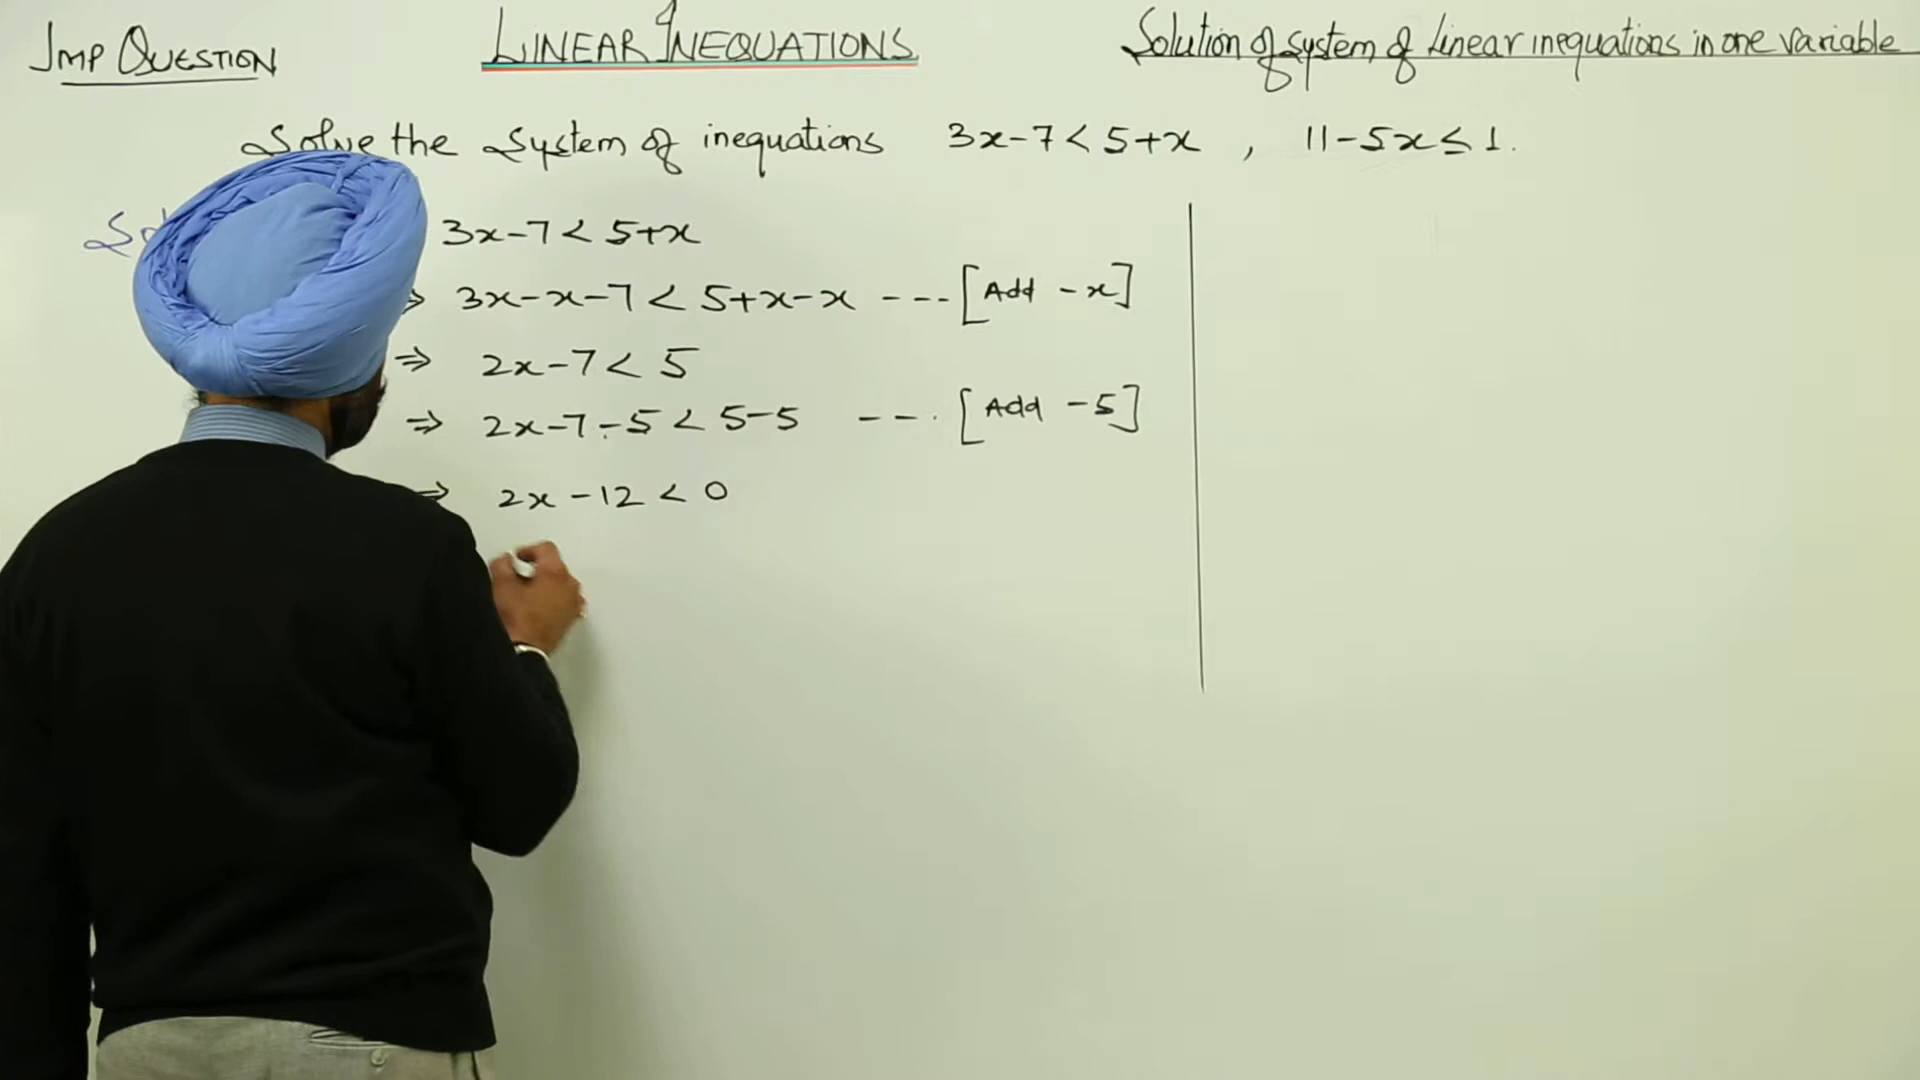 Imp Question
LINEAR INEQUATIONS
Solution of system of linear inequations in one variable
Solve the system of inequations 3x-7<5+x , 11-5x≤1.
3x-7<5+x
⇒ 3x-x-7<5+x-x ---[Add -x]
⇒ 2x-7<5
⇒ 2x-7-5<5-5 ---[Add -5]
⇒ 2x-12<0